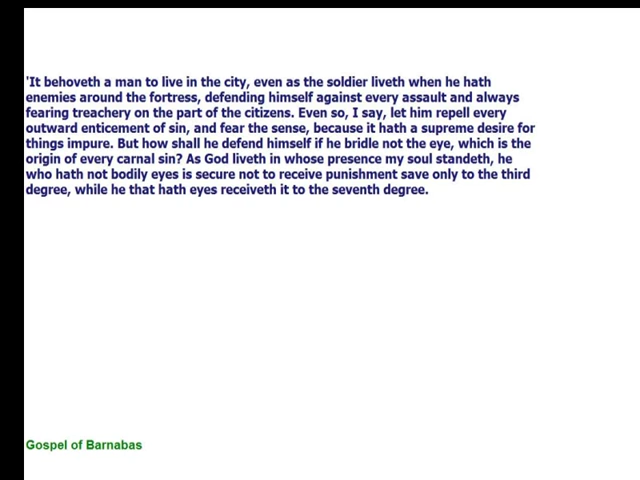 'It behoveth a man to live in the city, even as the soldier liveth when he hath
enemies around the fortress, defending himself against every assault and always
fearing treachery on the part of the citizens. Even so, I say, let him repell every
outward enticement of sin, and fear the sense, because it hath a supreme desire for
things impure. But how shall he defend himself if he bridle not the eye, which is the
origin of every carnal sin? As God liveth in whose presence my soul standeth, he
who hath not bodily eyes is secure not to receive punishment save only to the third
degree, while he that hath eyes receiveth it to the seventh degree.
Gospel of Barnabas